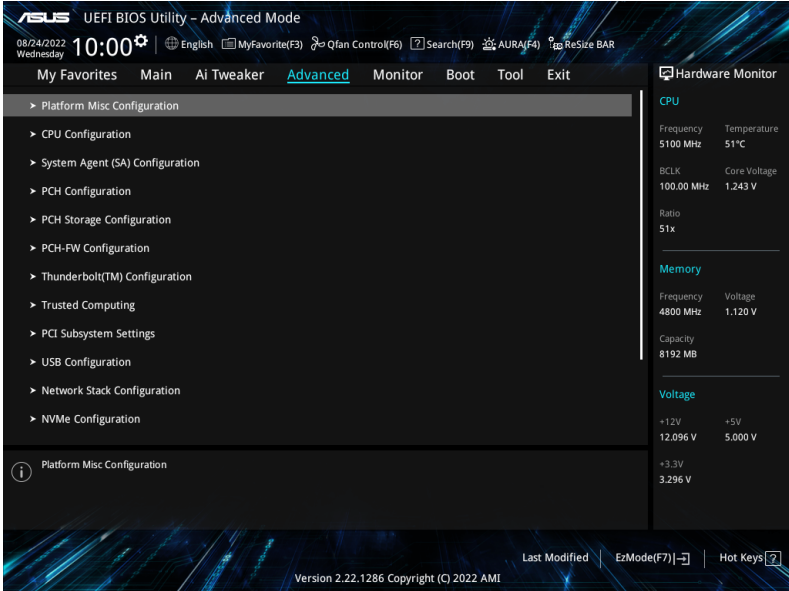 ASUS UEFI BIOS Utility – Advanced Mode
08/24/2022
Wednesday
10:00
English
MyFavorite(F3)
Qfan Control(F6)
? Search(F9)
AURA(F4)
ReSize BAR
My Favorites Main Ai Tweaker Advanced Monitor Boot Tool Exit
Platform Misc Configuration
CPU Configuration
System Agent (SA) Configuration
PCH Configuration
PCH Storage Configuration
PCH-FW Configuration
Thunderbolt(TM) Configuration
Trusted Computing
PCI Subsystem Settings
USB Configuration
Network Stack Configuration
NVMe Configuration
Platform Misc Configuration
Hardware Monitor
CPU
Frequency Temperature
5100 MHz 51°C
BCLK Core Voltage
100.00 MHz 1.243 V
Ratio
51x
Memory
Frequency Voltage
4800 MHz 1.120 V
Capacity
8192 MB
Voltage
+12V +5V
12.096 V 5.000 V
+3.3V
3.296 V
Last Modified
EzMode(F7)
Hot Keys ?
Version 2.22.1286 Copyright (C) 2022 AMI